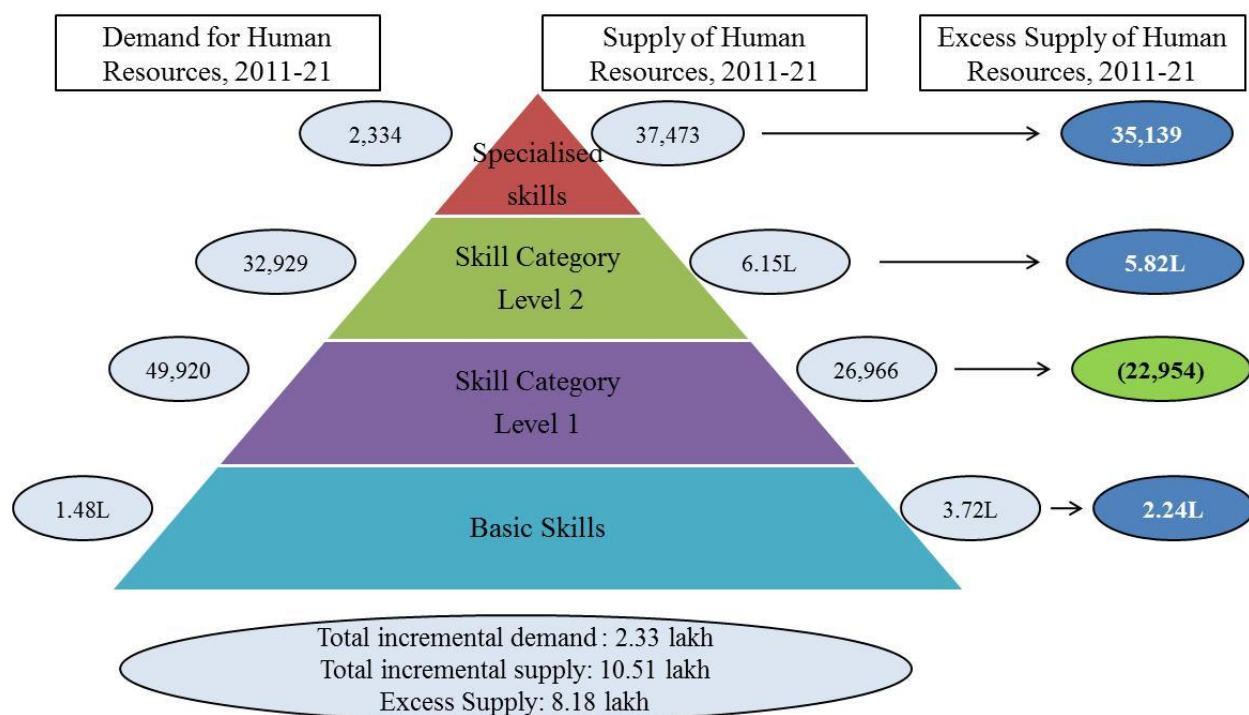 Demand for Human
Resources, 2011-21
Supply of Human
Resources, 2011-21
Excess Supply of Human
Resources, 2011-21
2,334
Specialised
skills
37,473
35,139
32,929
Skill Category
Level 2
6.15L
5.82L
49,920
Skill Category
Level 1
26,966
(22,954)
1.48L
Basic Skills
3.72L
2.24L
Total incremental demand : 2.33 lakh
Total incremental supply: 10.51 lakh
Excess Supply: 8.18 lakh